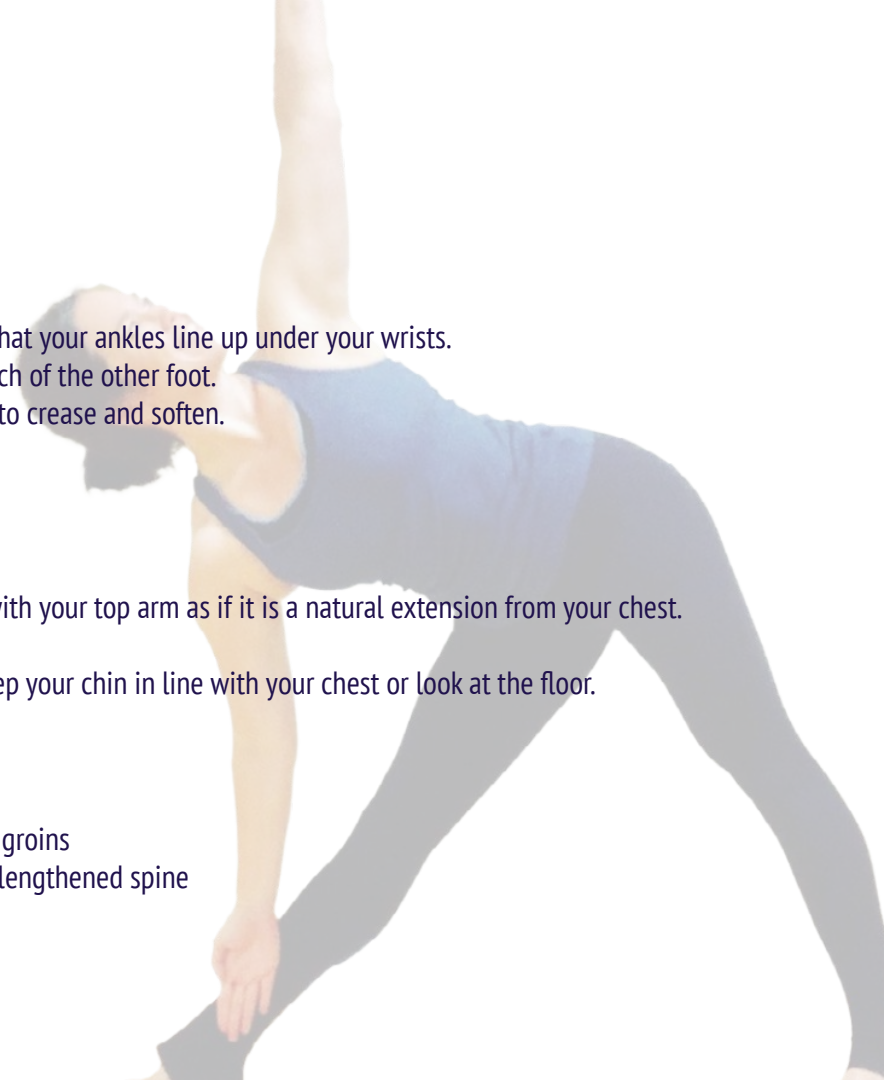 hat your ankles line up under your wrists.
ch of the other foot.
to crease and soften.
ith your top arm as if it is a natural extension from your chest.
ep your chin in line with your chest or look at the floor.
groins
lengthened spine